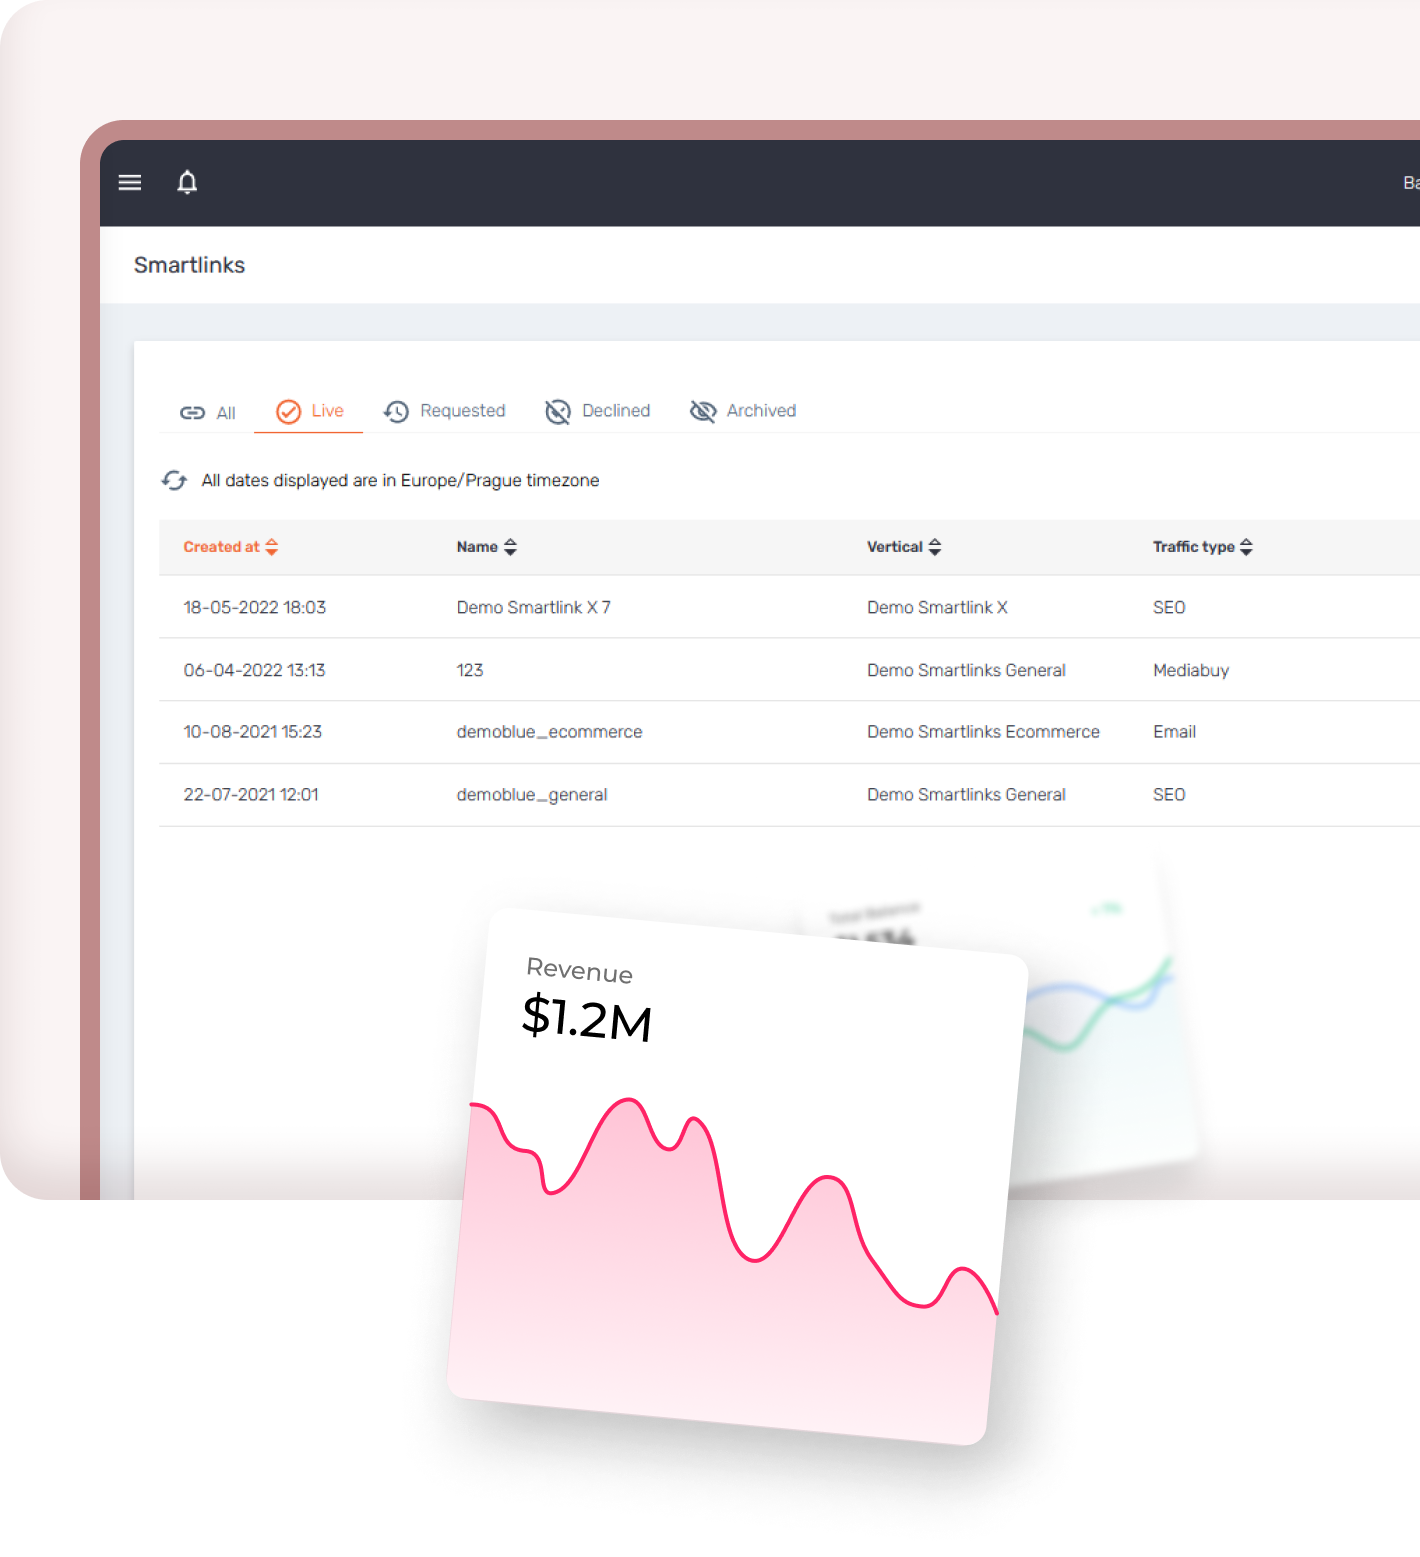 Ba
Smartlinks
All Live Requested Declined Archived
All dates displayed are in Europe/Prague timezone
Created at Name Vertical Traffic type
18-05-2022 18:03 Demo Smartlink X 7 Demo Smartlink X SEO
06-04-2022 13:13 123 Demo Smartlinks General Mediabuy
10-08-2021 15:23 demoblue_ecommerce Demo Smartlinks Ecommerce Email
22-07-2021 12:01 demoblue_general Demo Smartlinks General SEO
Total Balance
Revenue
$1.2M